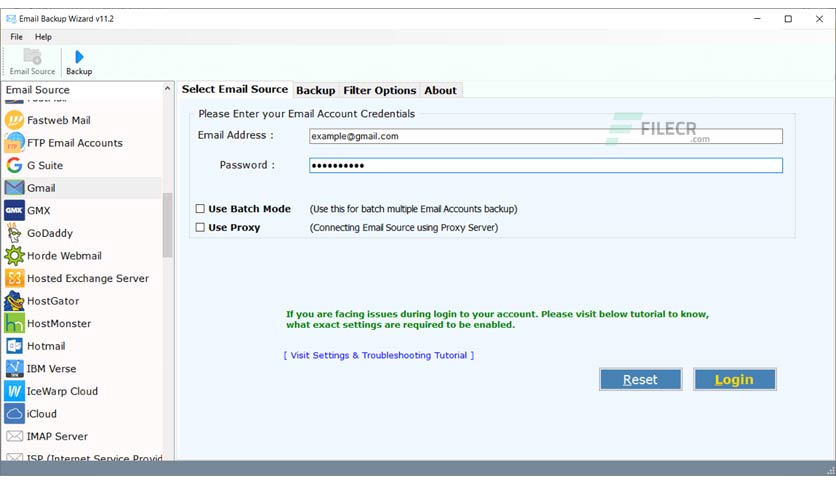 Email Backup Wizard v11.2
File Help
Email Source Backup
Email Source
Fastweb Mail
FTP Email Accounts
G Suite
Gmail
GMX
GoDaddy
Horde Webmail
Hosted Exchange Server
HostGator
HostMonster
Hotmail
IBM Verse
IceWarp Cloud
iCloud
IMAP Server
ISP (Internet Service Provid
Select Email Source Backup Filter Options About
Please Enter your Email Account Credentials
FILECR
.com
Email Address : example@gmail.com
Password : ●●●●●●●●●●
Use Batch Mode (Use this for batch multiple Email Accounts backup)
Use Proxy (Connecting Email Source using Proxy Server)
If you are facing issues during login to your account. Please visit below tutorial to know,
what exact settings are required to be enabled.
[ Visit Settings & Troubleshooting Tutorial ]
Reset Login